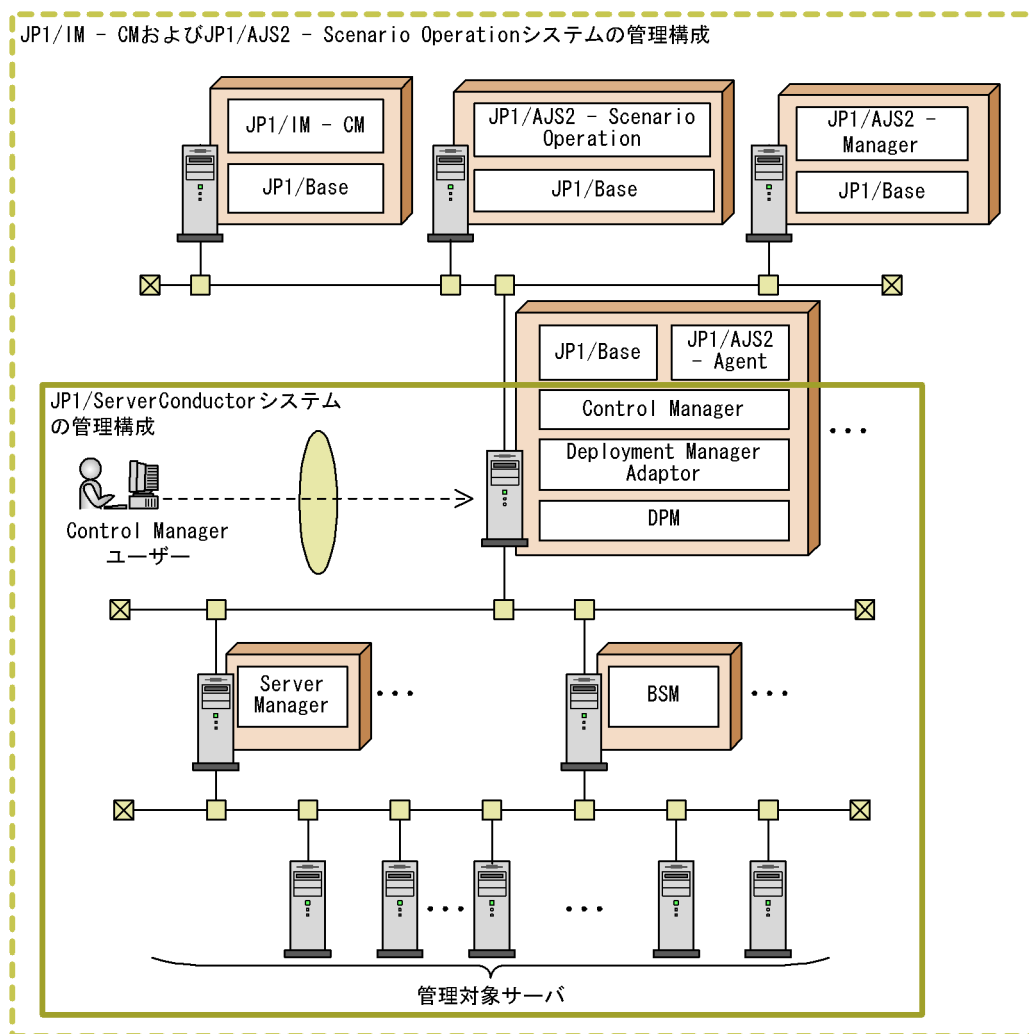 JP1/IM - CMおよびJP1/AJS2 - Scenario Operationシステムの管理構成
JP1/IM - CM
JP1/Base
JP1/AJS2 - Scenario
Operation
JP1/Base
JP1/AJS2 -
Manager
JP1/Base
JP1/Base
JP1/AJS2
- Agent
Control Manager
Deployment Manager
Adaptor
DPM
JP1/ServerConductorシステム
の管理構成
Control Manager
ユーザー
Server
Manager
BSM
管理対象サーバ